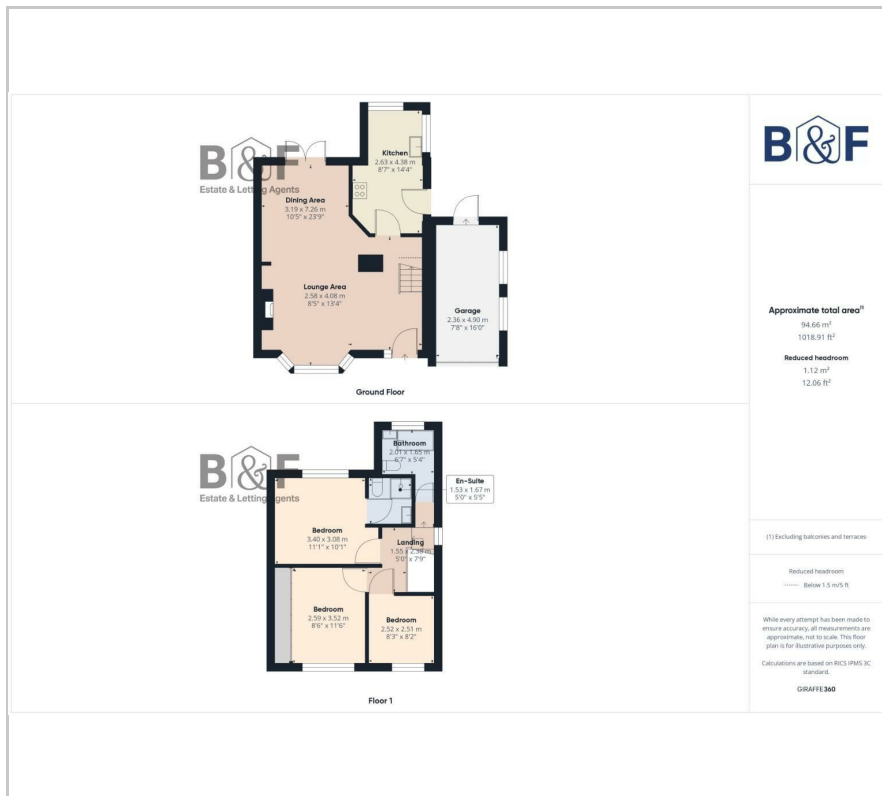 B&F
Estate & Letting Agents
Kitchen
2.63 x 4.38 m
8'7" x 14'4"
Dining Area
3.19 x 7.26 m
10'5" x 23'9"
Lounge Area
2.58 x 4.08 m
8'5" x 13'4"
Garage
2.36 x 4.90 m
7'8" x 16'0"
Ground Floor
B&F
Estate & Letting Agents
Bathroom
2.01 x 1.65 m
6'7" x 5'4"
En-Suite
1.53 x 1.67 m
5'0" x 5'5"
Bedroom
3.40 x 3.08 m
11'1" x 10'1"
Landing
1.55 x 2.38 m
5'0" x 7'9"
Bedroom
2.59 x 3.52 m
8'6" x 11'6"
Bedroom
2.52 x 2.51 m
8'3" x 8'2"
Floor 1
B&F
Approximate total area⁽¹⁾
94.66 m²
1018.91 ft²
Reduced headroom
1.12 m²
12.06 ft²
(1) Excluding balconies and terraces
Reduced headroom
Below 1.5 m/5 ft
While every attempt has been made to
ensure accuracy, all measurements are
approximate, not to scale. This floor
plan is for illustrative purposes only.
Calculations are based on RICS IPMS 3C
standard.
GIRAFFE360